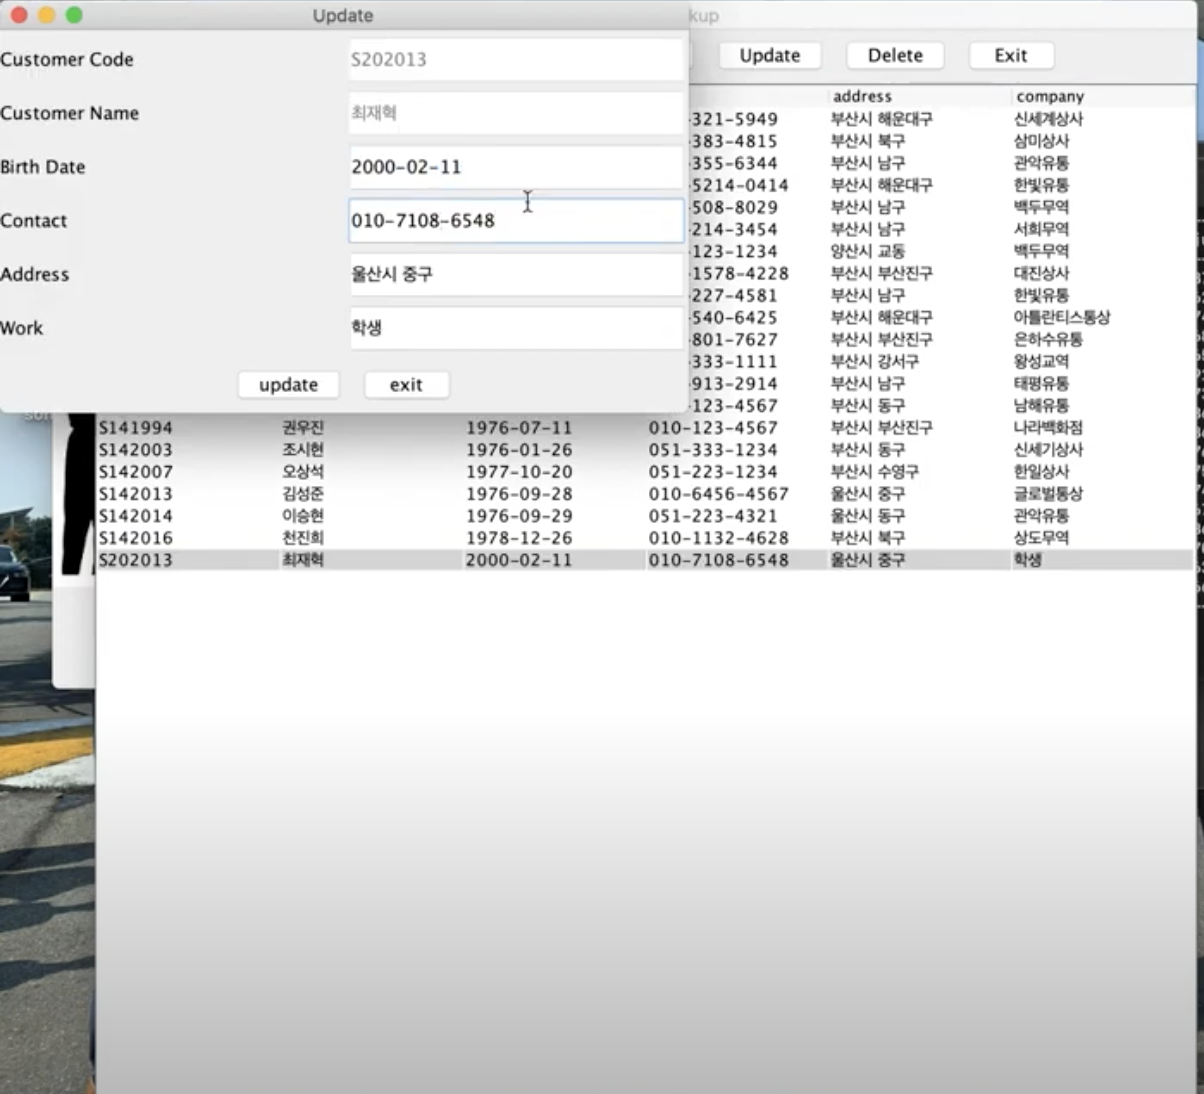 Update
kup
Customer Code S202013
Customer Name 최재혁
Birth Date 2000-02-11
Contact 010-7108-6548
Address 울산시 중구
Work 학생
update exit
Update Delete Exit
address company
-321-5949 부산시 해운대구 신세계상사
-383-4815 부산시 북구 삼미상사
-355-6344 부산시 남구 관악유통
-5214-0414 부산시 해운대구 한빛유통
-508-8029 부산시 남구 백두무역
-214-3454 부산시 남구 서희무역
-123-1234 양산시 교동 백두무역
-1578-4228 부산시 부산진구 대진상사
-227-4581 부산시 남구 한빛유통
-540-6425 부산시 해운대구 아틀란티스통상
-801-7627 부산시 부산진구 은하수유통
-333-1111 부산시 강서구 왕성교역
-913-2914 부산시 남구 태평유통
-123-4567 부산시 동구 남해유통
S141994 권우진 1976-07-11 010-123-4567 부산시 부산진구 나라백화점
S142003 조시현 1976-01-26 051-333-1234 부산시 동구 신세기상사
S142007 오상석 1977-10-20 051-223-1234 부산시 수영구 한일상사
S142013 김성준 1976-09-28 010-6456-4567 울산시 중구 글로벌통상
S142014 이승현 1976-09-29 051-223-4321 울산시 동구 관악유통
S142016 천진희 1978-12-26 010-1132-4628 부산시 북구 상도무역
S202013 최재혁 2000-02-11 010-7108-6548 울산시 중구 학생